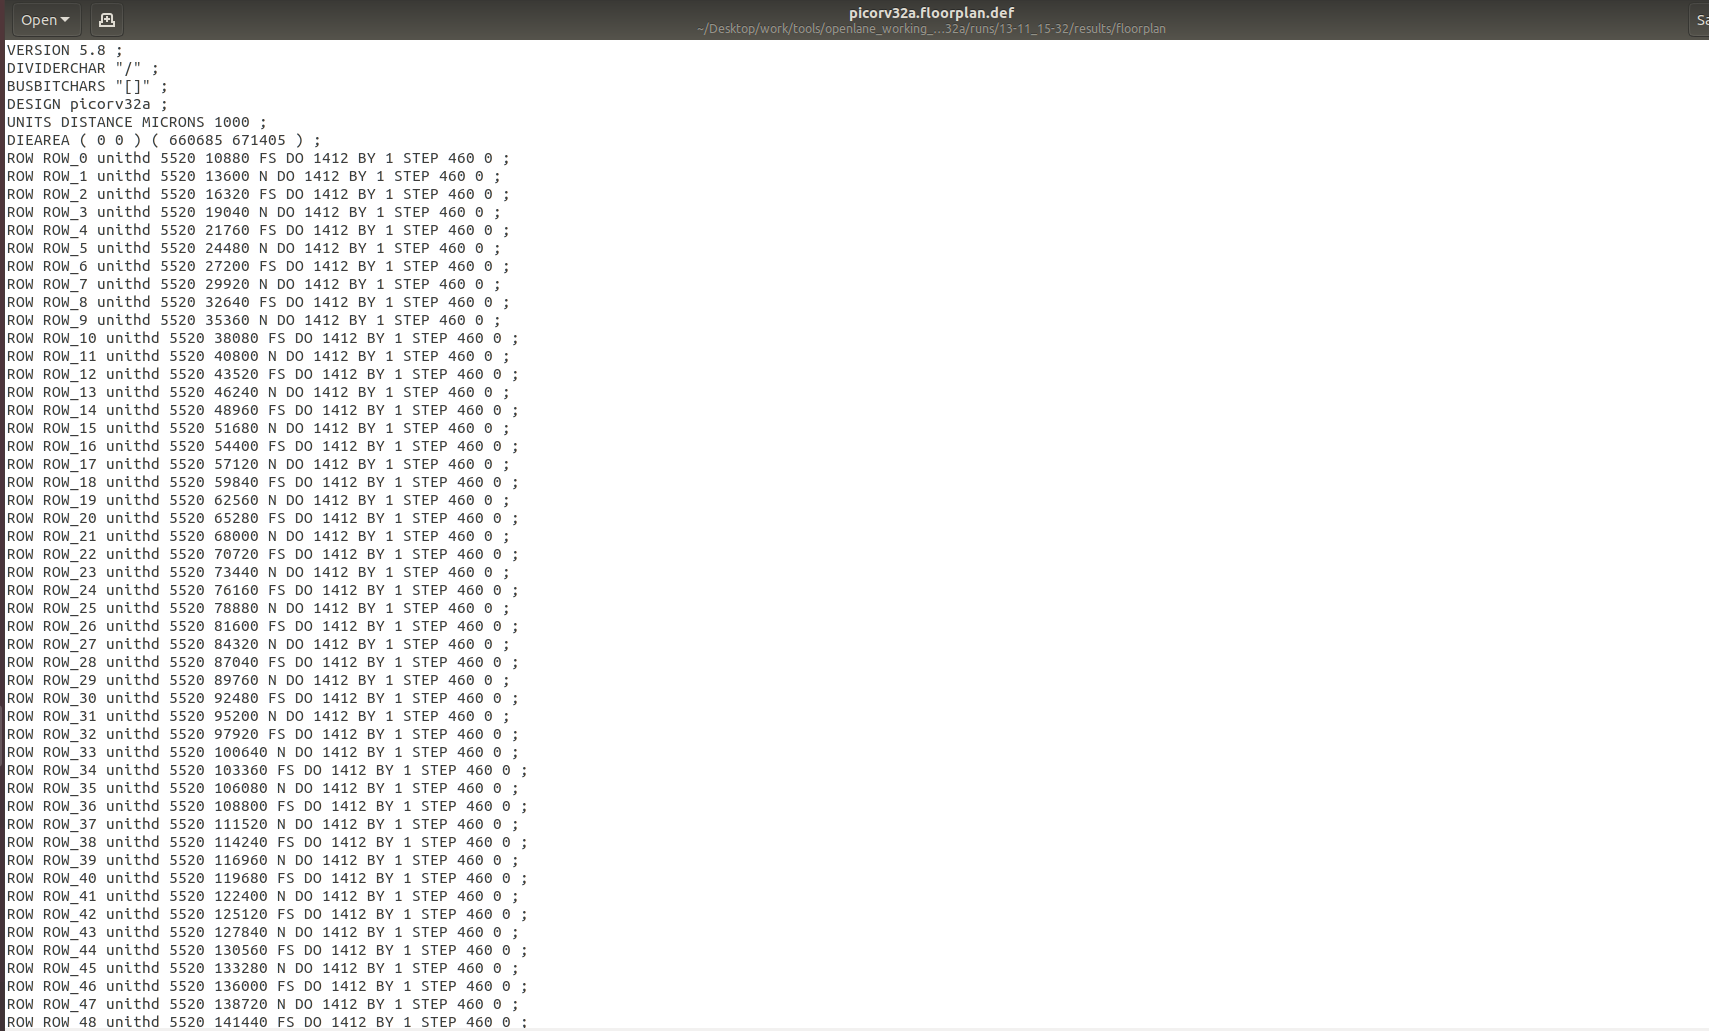 Open
picorv32a.floorplan.def
~/Desktop/work/tools/openlane_working_...32a/runs/13-11_15-32/results/floorplan
Sa
VERSION 5.8 ;
DIVIDERCHAR "/" ;
BUSBITCHARS "[]" ;
DESIGN picorv32a ;
UNITS DISTANCE MICRONS 1000 ;
DIEAREA ( 0 0 ) ( 660685 671405 ) ;
ROW ROW_0 unithd 5520 10880 FS DO 1412 BY 1 STEP 460 0 ;
ROW ROW_1 unithd 5520 13600 N DO 1412 BY 1 STEP 460 0 ;
ROW ROW_2 unithd 5520 16320 FS DO 1412 BY 1 STEP 460 0 ;
ROW ROW_3 unithd 5520 19040 N DO 1412 BY 1 STEP 460 0 ;
ROW ROW_4 unithd 5520 21760 FS DO 1412 BY 1 STEP 460 0 ;
ROW ROW_5 unithd 5520 24480 N DO 1412 BY 1 STEP 460 0 ;
ROW ROW_6 unithd 5520 27200 FS DO 1412 BY 1 STEP 460 0 ;
ROW ROW_7 unithd 5520 29920 N DO 1412 BY 1 STEP 460 0 ;
ROW ROW_8 unithd 5520 32640 FS DO 1412 BY 1 STEP 460 0 ;
ROW ROW_9 unithd 5520 35360 N DO 1412 BY 1 STEP 460 0 ;
ROW ROW_10 unithd 5520 38080 FS DO 1412 BY 1 STEP 460 0 ;
ROW ROW_11 unithd 5520 40800 N DO 1412 BY 1 STEP 460 0 ;
ROW ROW_12 unithd 5520 43520 FS DO 1412 BY 1 STEP 460 0 ;
ROW ROW_13 unithd 5520 46240 N DO 1412 BY 1 STEP 460 0 ;
ROW ROW_14 unithd 5520 48960 FS DO 1412 BY 1 STEP 460 0 ;
ROW ROW_15 unithd 5520 51680 N DO 1412 BY 1 STEP 460 0 ;
ROW ROW_16 unithd 5520 54400 FS DO 1412 BY 1 STEP 460 0 ;
ROW ROW_17 unithd 5520 57120 N DO 1412 BY 1 STEP 460 0 ;
ROW ROW_18 unithd 5520 59840 FS DO 1412 BY 1 STEP 460 0 ;
ROW ROW_19 unithd 5520 62560 N DO 1412 BY 1 STEP 460 0 ;
ROW ROW_20 unithd 5520 65280 FS DO 1412 BY 1 STEP 460 0 ;
ROW ROW_21 unithd 5520 68000 N DO 1412 BY 1 STEP 460 0 ;
ROW ROW_22 unithd 5520 70720 FS DO 1412 BY 1 STEP 460 0 ;
ROW ROW_23 unithd 5520 73440 N DO 1412 BY 1 STEP 460 0 ;
ROW ROW_24 unithd 5520 76160 FS DO 1412 BY 1 STEP 460 0 ;
ROW ROW_25 unithd 5520 78880 N DO 1412 BY 1 STEP 460 0 ;
ROW ROW_26 unithd 5520 81600 FS DO 1412 BY 1 STEP 460 0 ;
ROW ROW_27 unithd 5520 84320 N DO 1412 BY 1 STEP 460 0 ;
ROW ROW_28 unithd 5520 87040 FS DO 1412 BY 1 STEP 460 0 ;
ROW ROW_29 unithd 5520 89760 N DO 1412 BY 1 STEP 460 0 ;
ROW ROW_30 unithd 5520 92480 FS DO 1412 BY 1 STEP 460 0 ;
ROW ROW_31 unithd 5520 95200 N DO 1412 BY 1 STEP 460 0 ;
ROW ROW_32 unithd 5520 97920 FS DO 1412 BY 1 STEP 460 0 ;
ROW ROW_33 unithd 5520 100640 N DO 1412 BY 1 STEP 460 0 ;
ROW ROW_34 unithd 5520 103360 FS DO 1412 BY 1 STEP 460 0 ;
ROW ROW_35 unithd 5520 106080 N DO 1412 BY 1 STEP 460 0 ;
ROW ROW_36 unithd 5520 108800 FS DO 1412 BY 1 STEP 460 0 ;
ROW ROW_37 unithd 5520 111520 N DO 1412 BY 1 STEP 460 0 ;
ROW ROW_38 unithd 5520 114240 FS DO 1412 BY 1 STEP 460 0 ;
ROW ROW_39 unithd 5520 116960 N DO 1412 BY 1 STEP 460 0 ;
ROW ROW_40 unithd 5520 119680 FS DO 1412 BY 1 STEP 460 0 ;
ROW ROW_41 unithd 5520 122400 N DO 1412 BY 1 STEP 460 0 ;
ROW ROW_42 unithd 5520 125120 FS DO 1412 BY 1 STEP 460 0 ;
ROW ROW_43 unithd 5520 127840 N DO 1412 BY 1 STEP 460 0 ;
ROW ROW_44 unithd 5520 130560 FS DO 1412 BY 1 STEP 460 0 ;
ROW ROW_45 unithd 5520 133280 N DO 1412 BY 1 STEP 460 0 ;
ROW ROW_46 unithd 5520 136000 FS DO 1412 BY 1 STEP 460 0 ;
ROW ROW_47 unithd 5520 138720 N DO 1412 BY 1 STEP 460 0 ;
ROW ROW_48 unithd 5520 141440 FS DO 1412 BY 1 STEP 460 0 ;